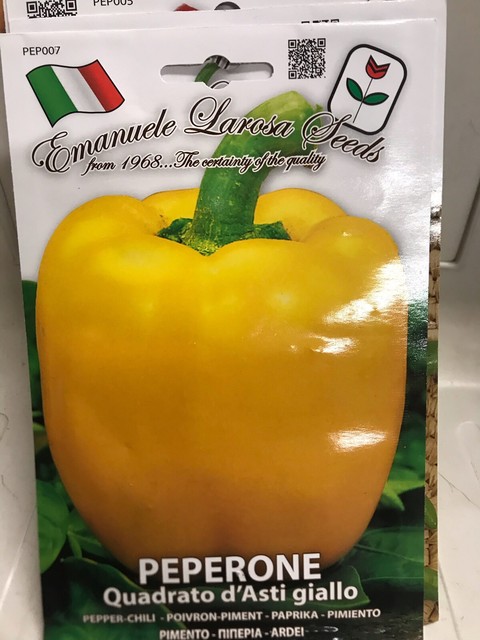 PEP005
PEP007
Emanuele Larosa Seeds
from 1968...The certainty of the quality
PEPERONE
Quadrato d'Asti giallo
PEPPER-CHILI - POIVRON-PIMENT - PAPRIKA - PIMIENTO
PIMENTO - ПІПЕРІА - ARDEI